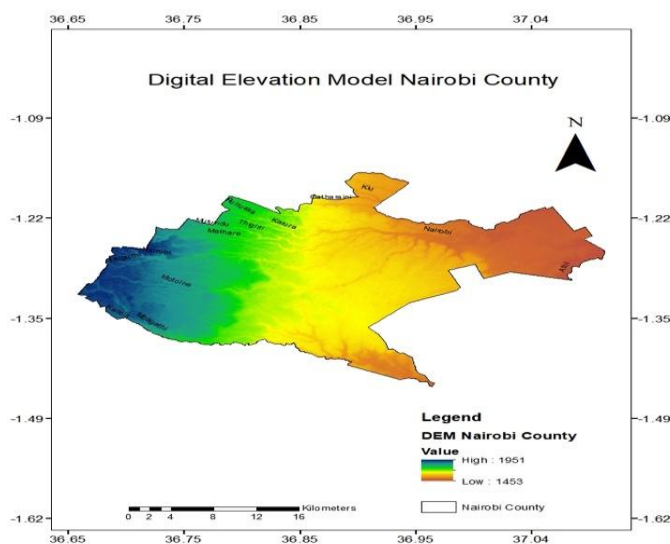 36.65 36.75 36.85 36.95 37.04
Digital Elevation Model Nairobi County
-1.09 -1.09
N
Kiu
-1.22 -1.22
Kasura
Nairobi
Mathare
Motoine
Mbagathi
-1.35 -1.35
-1.49 -1.49
Legend
DEM Nairobi County
Value
High : 1951
Low : 1453
Nairobi County
Kilometers
0 2 4 8 12 16
-1.62 -1.62
36.65 36.75 36.85 36.95 37.04